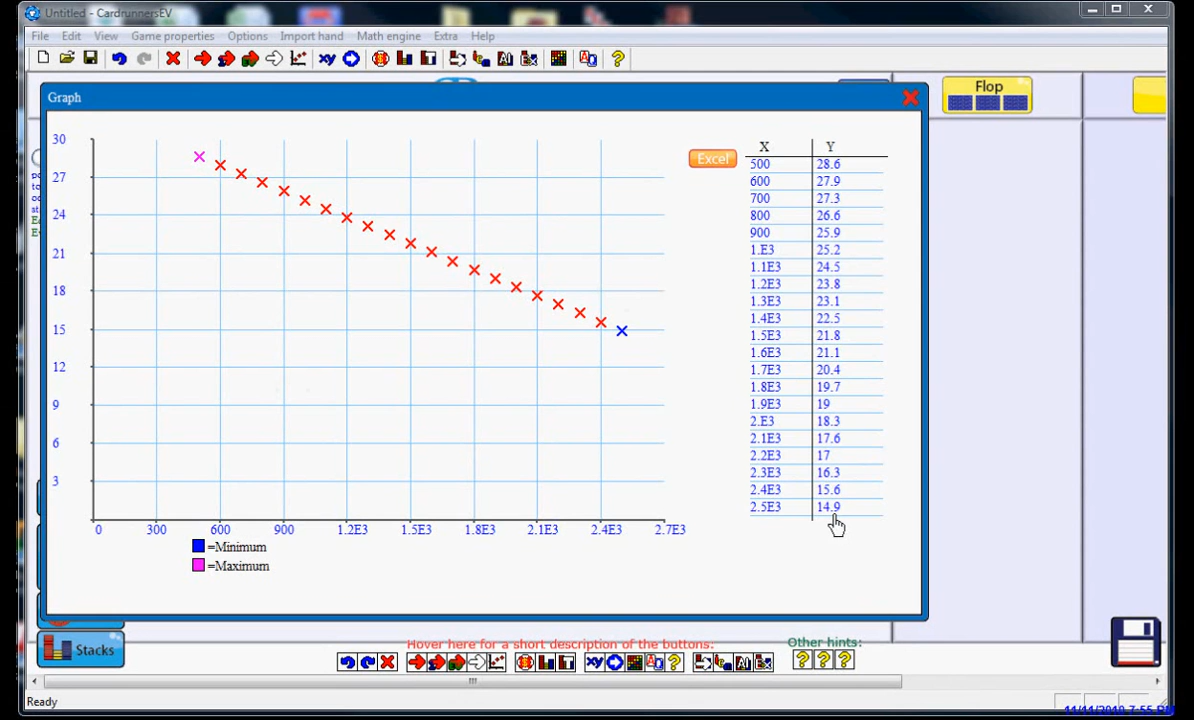 Untitled - CardrunnersEV
File Edit View Game properties Options Import hand Math engine Extra Help
Flop
Graph
Excel
X Y
500 28.6
600 27.9
700 27.3
800 26.6
900 25.9
1.E3 25.2
1.1E3 24.5
1.2E3 23.8
1.3E3 23.1
1.4E3 22.5
1.5E3 21.8
1.6E3 21.1
1.7E3 20.4
1.8E3 19.7
1.9E3 19
2.E3 18.3
2.1E3 17.6
2.2E3 17
2.3E3 16.3
2.4E3 15.6
2.5E3 14.9
30
27
24
21
18
15
12
9
6
3
0 300 600 900 1.2E3 1.5E3 1.8E3 2.1E3 2.4E3 2.7E3
=Minimum
=Maximum
Stacks
Hover here for a short description of the buttons:
Other hints:
Ready